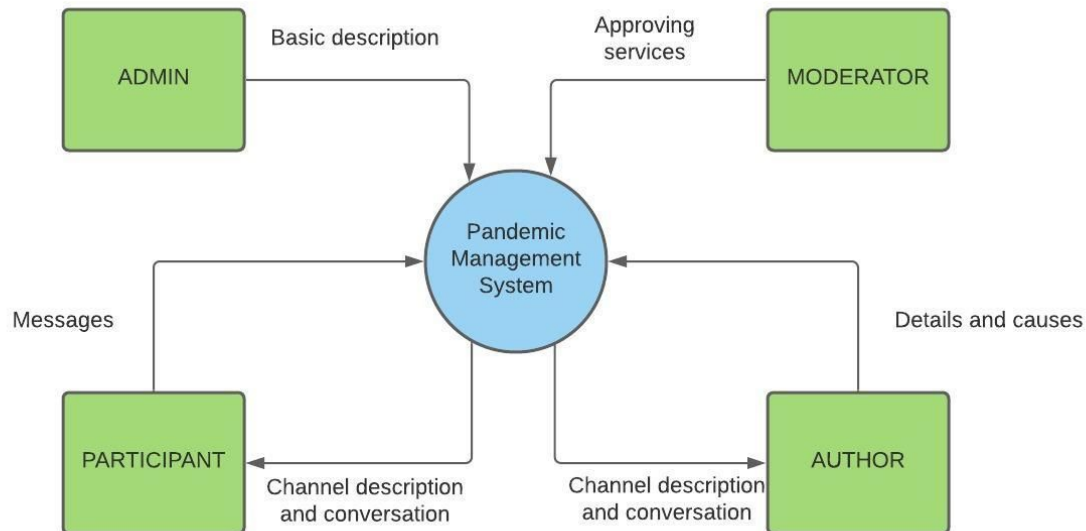 ADMIN
Basic description
Approving
services
MODERATOR
Pandemic
Management
System
Messages
Details and causes
PARTICIPANT
Channel description
and conversation
Channel description
and conversation
AUTHOR